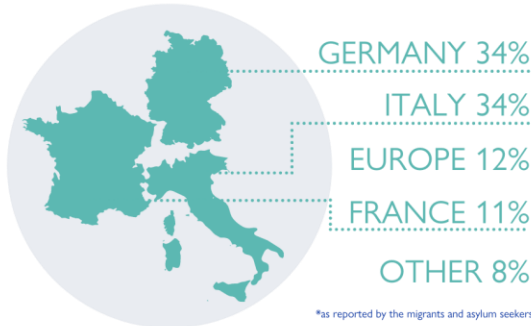 GERMANY 34%
ITALY 34%
EUROPE 12%
FRANCE 11%
OTHER 8%
*as reported by the migrants and asylum seekers